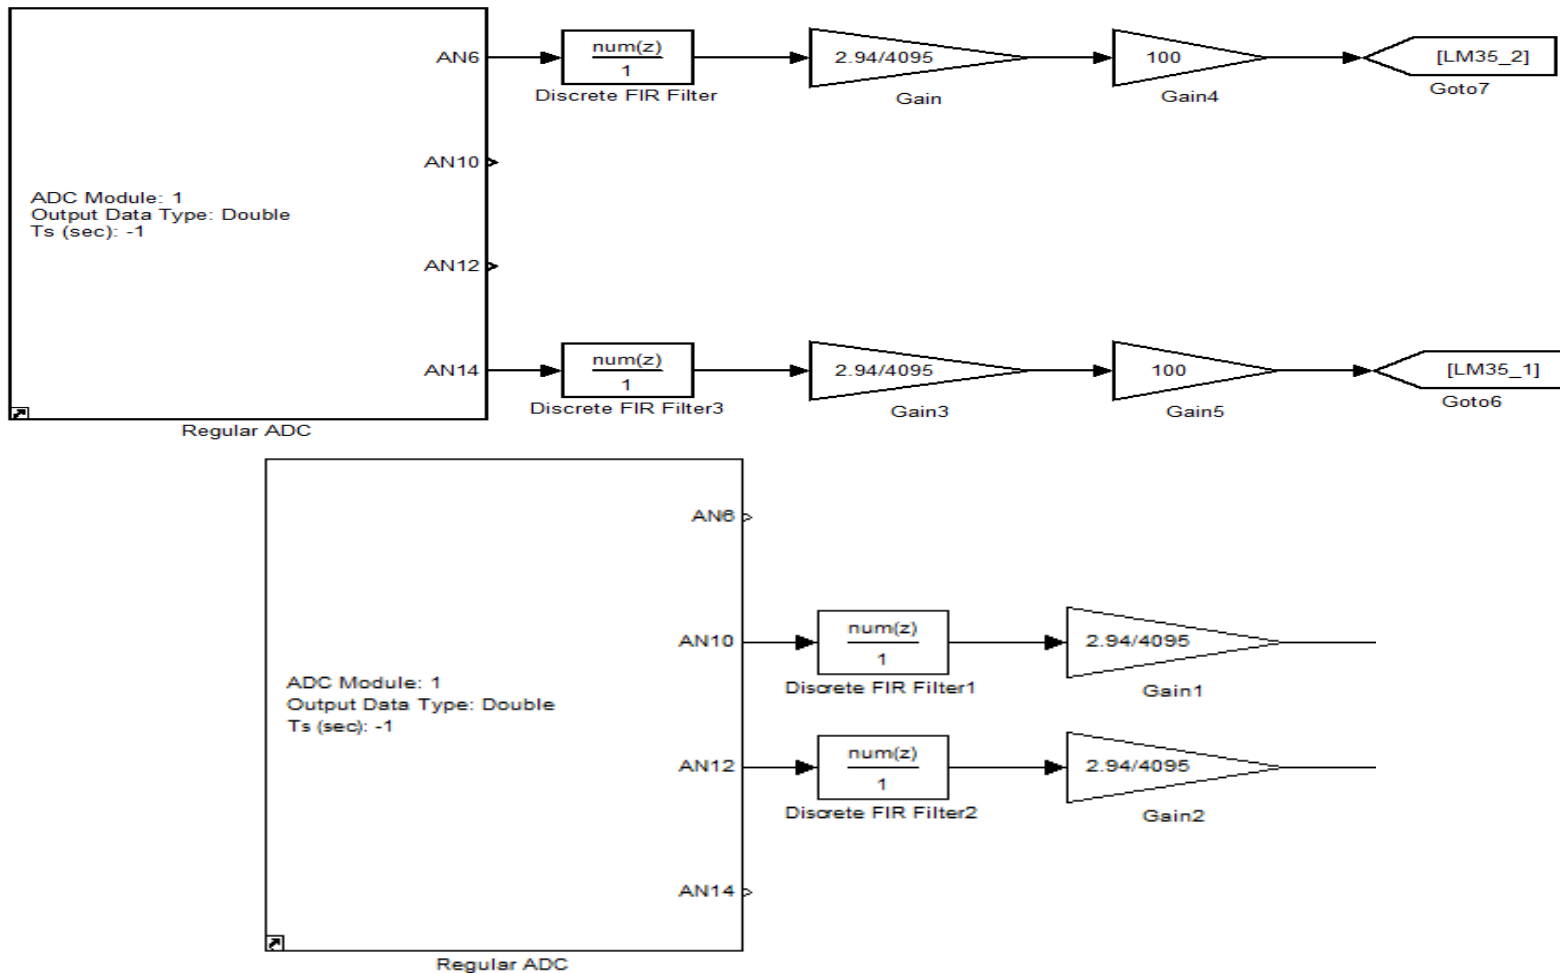 AN6
num(z)
1
Discrete FIR Filter
2.94/4095
Gain
100
Gain4
[LM35_2]
Goto7
AN10
ADC Module: 1
Output Data Type: Double
Ts (sec): -1
AN12
AN14
num(z)
1
Discrete FIR Filter3
2.94/4095
Gain3
100
Gain5
[LM35_1]
Goto6
Regular ADC
AN6
AN10
num(z)
1
Discrete FIR Filter1
2.94/4095
Gain1
ADC Module: 1
Output Data Type: Double
Ts (sec): -1
AN12
num(z)
1
Discrete FIR Filter2
2.94/4095
Gain2
AN14
Regular ADC